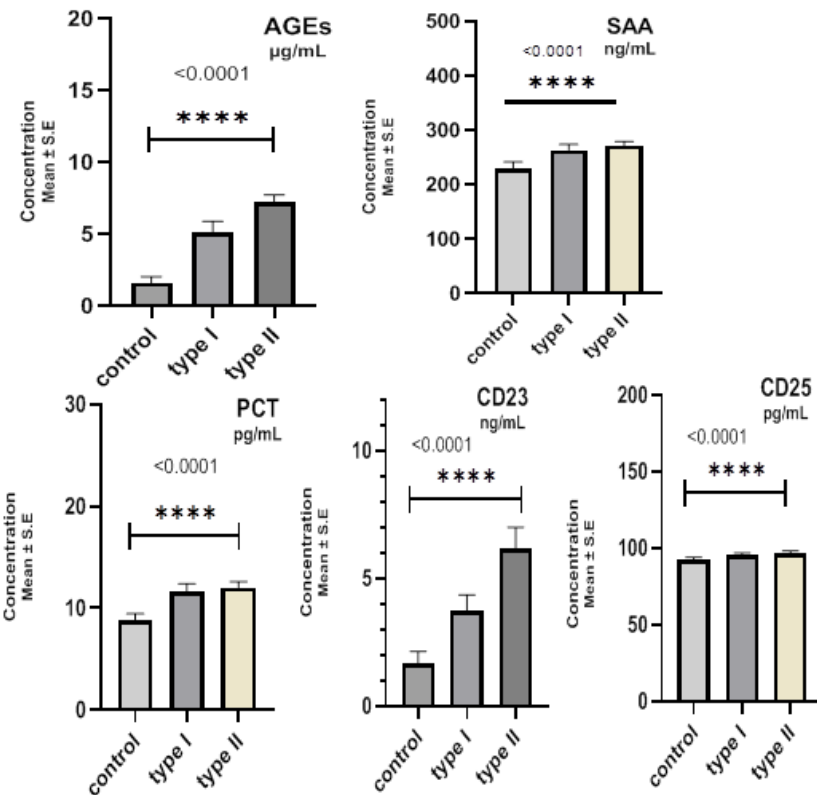 AGEs
µg/mL
<0.0001
****
Concentration
Mean ± S.E
20
15
10
5
0
control
type I
type II
SAA
ng/mL
<0.0001
****
Concentration
Mean ± S.E
500
400
300
200
100
0
control
type I
type II
PCT
pg/mL
<0.0001
****
Concentration
Mean ± S.E
30
20
10
0
control
type I
type II
CD23
ng/mL
<0.0001
****
Concentration
Mean ± S.E
10
5
0
control
type I
type II
CD25
pg/mL
<0.0001
****
Concentration
Mean ± S.E
200
150
100
50
0
control
type I
type II